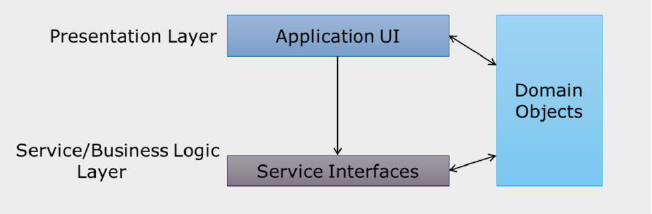 Presentation Layer
Application UI
Domain
Objects
Service/Business Logic
Layer
Service Interfaces